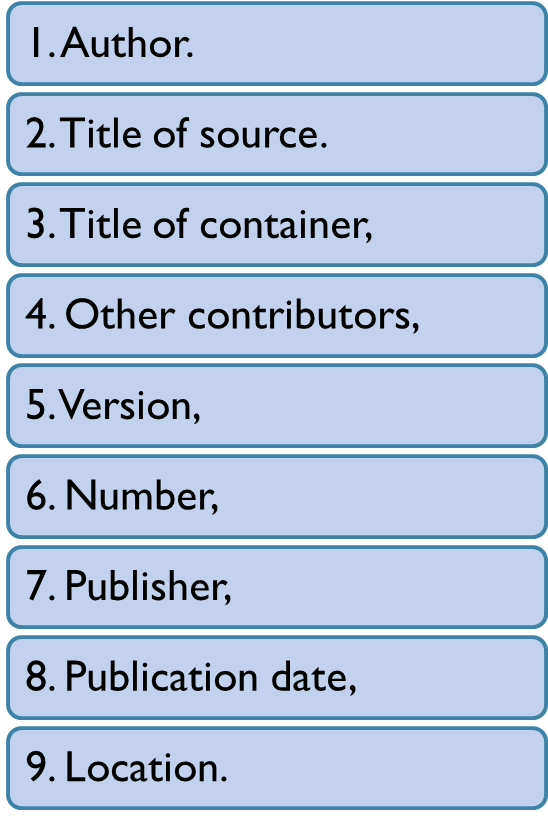 1. Author.
2. Title of source.
3. Title of container,
4. Other contributors,
5. Version,
6. Number,
7. Publisher,
8. Publication date,
9. Location.